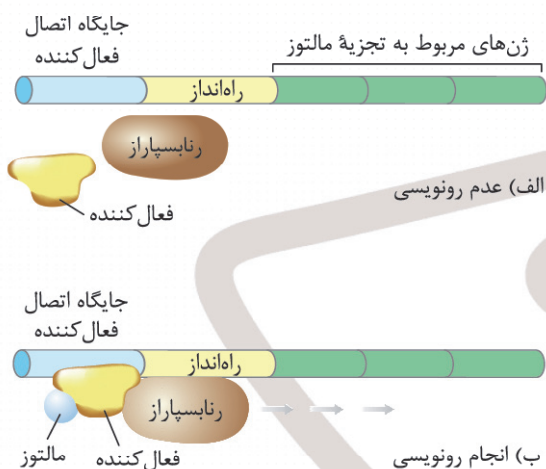 ژن‌های مربوط به تجزیهٔ مالتوز
جایگاه اتصال
فعال‌کننده
راه‌انداز
رنابسپاراز
فعال‌کننده
الف) عدم رونویسی
جایگاه اتصال
فعال‌کننده
راه‌انداز
رنابسپاراز
مالتوز
فعال‌کننده
ب) انجام رونویسی